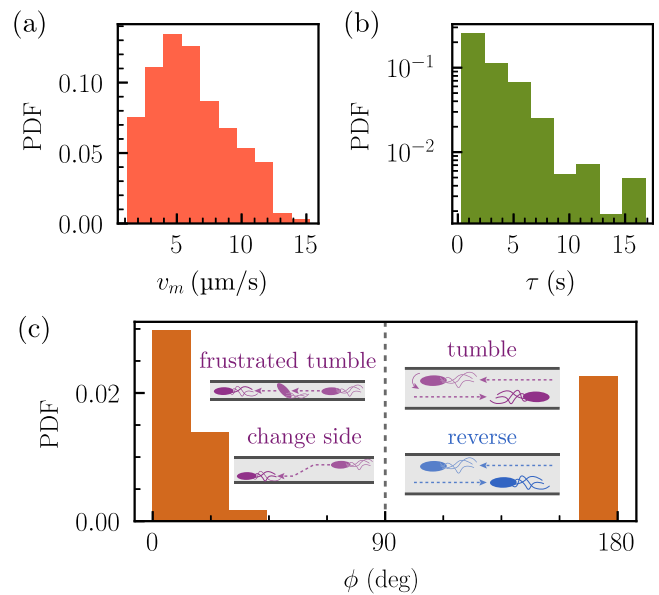 (a)
PDF
0.10
0.05
0.00
5
10
15
v_m (µm/s)
(b)
PDF
10⁻¹
10⁻²
0
5
10
15
τ (s)
(c)
PDF
0.02
0.00
frustrated tumble
change side
tumble
reverse
0
90
180
ϕ (deg)